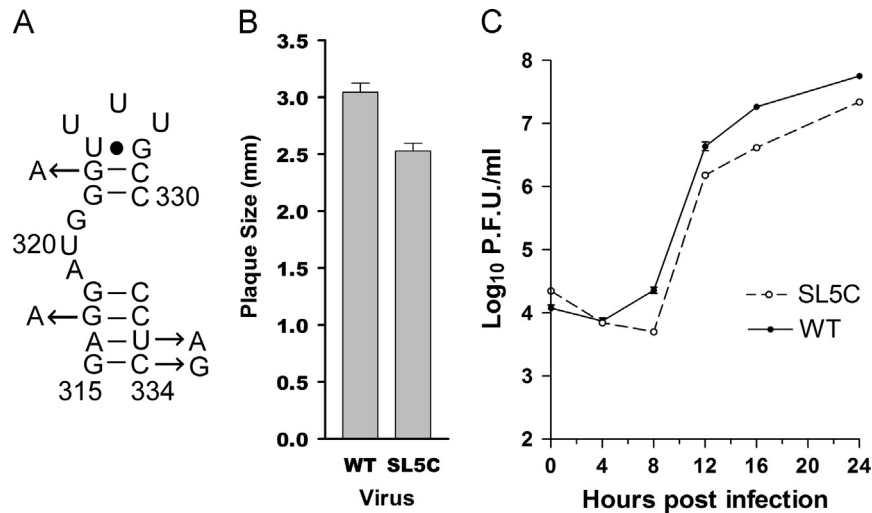 A
U
U U
U G
A G C
G C 330
G
320 U
A
G C
A G C
A U A
G C G
315 334
B
3.5
3.0
2.5
2.0
1.5
1.0
0.5
0.0
Plaque Size (mm)
WT SL5C
Virus
C
8
7
6
5
4
3
2
Log10 P.F.U./ml
SL5C
WT
0 4 8 12 16 20 24
Hours post infection